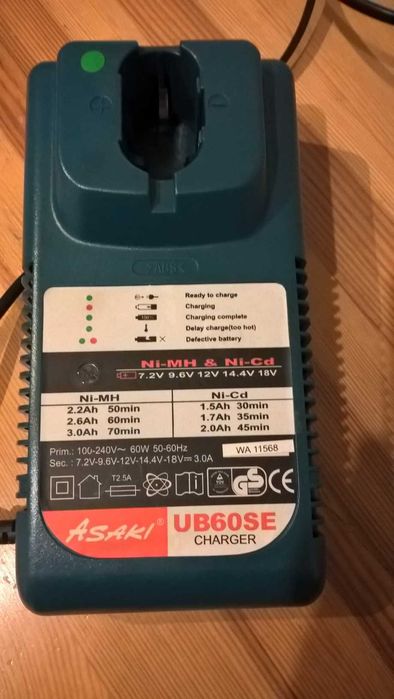 Ready to charge
Charging
Charging complete
Delay charge(too hot)
Defective battery
Ni-MH & Ni-Cd
7.2V 9.6V 12V 14.4V 18V
Ni-MH Ni-Cd
2.2Ah 50min 1.5Ah 30min
2.6Ah 60min 1.7Ah 35min
3.0Ah 70min 2.0Ah 45min
Prim.: 100-240V~ 60W 50-60Hz
WA 11568
Sec. : 7.2V-9.6V-12V-14.4V-18V⎓3.0A
T2.5A
GS
CE
ASAKI® UB60SE
CHARGER